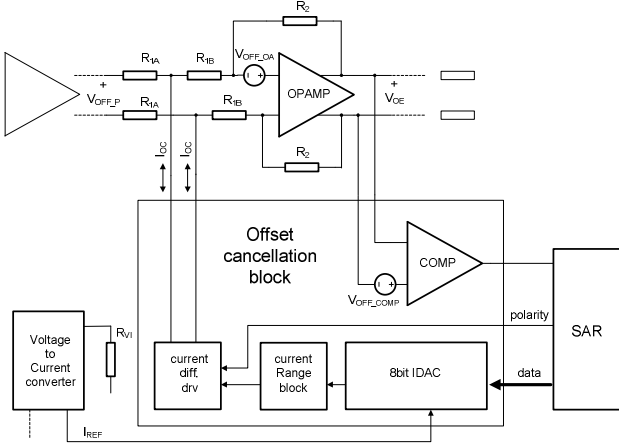 R2
R1A
R1B
VOFF_OA
VOFF_P
OPAMP
VOE
R1A
R1B
R2
IOC
IOC
Offset
cancellation
block
COMP
VOFF_COMP
polarity
SAR
Voltage
to
Current
converter
RVI
current
diff.
drv
current
Range
block
8bit IDAC
data
IREF